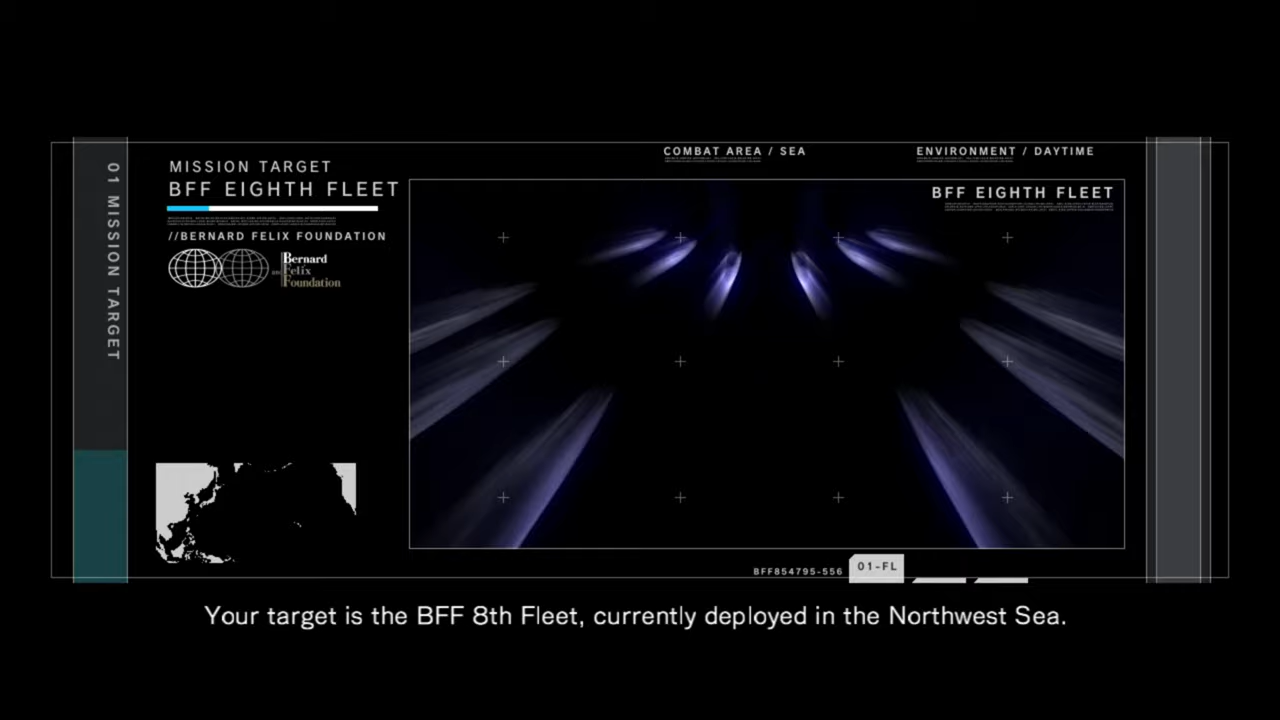 01 MISSION TARGET
MISSION TARGET
BFF EIGHTH FLEET
//BERNARD FELIX FOUNDATION
Bernard
and Felix
Foundation
COMBAT AREA / SEA
ENVIRONMENT / DAYTIME
BFF EIGHTH FLEET
BFF854795-556
01-FL
Your target is the BFF 8th Fleet, currently deployed in the Northwest Sea.